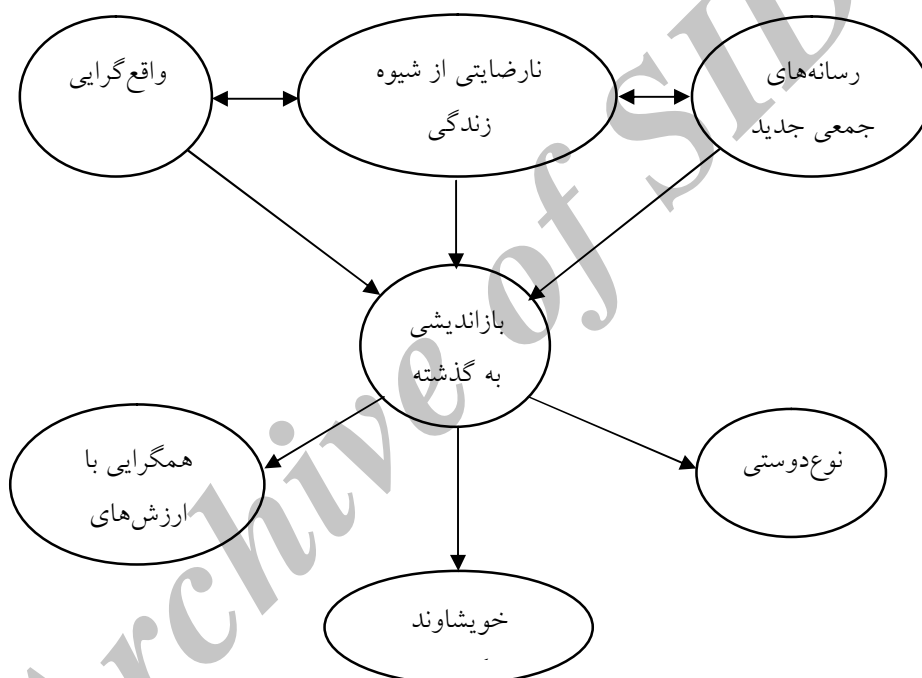 واقع‌گرایی
نارضایتی از شیوه
زندگی
رسانه‌های
جمعی جدید
بازاندیشی
به گذشته
همگرایی با
ارزش‌های
نوع‌دوستی
خویشاوند
Archive of SID